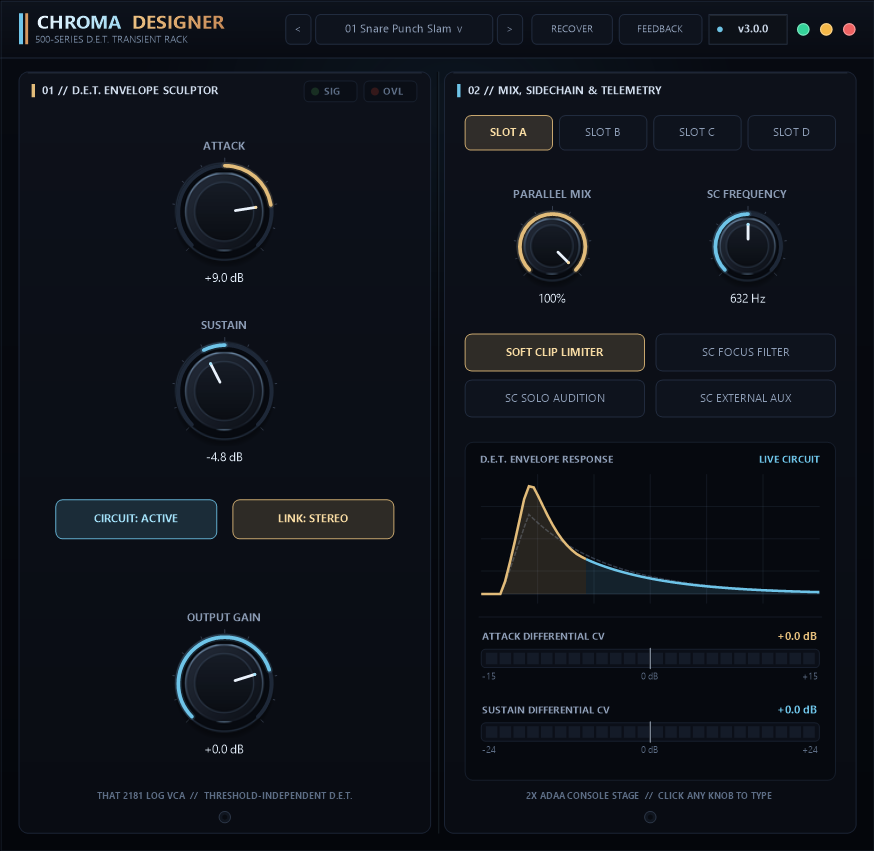 CHROMA DESIGNER
500-SERIES D.E.T. TRANSIENT RACK
< 01 Snare Punch Slam v > RECOVER FEEDBACK v3.0.0
01 // D.E.T. ENVELOPE SCULPTOR
SIG OVL
ATTACK
+9.0 dB
SUSTAIN
-4.8 dB
CIRCUIT: ACTIVE LINK: STEREO
OUTPUT GAIN
+0.0 dB
THAT 2181 LOG VCA // THRESHOLD-INDEPENDENT D.E.T.
02 // MIX, SIDECHAIN & TELEMETRY
SLOT A SLOT B SLOT C SLOT D
PARALLEL MIX SC FREQUENCY
100% 632 Hz
SOFT CLIP LIMITER SC FOCUS FILTER
SC SOLO AUDITION SC EXTERNAL AUX
D.E.T. ENVELOPE RESPONSE LIVE CIRCUIT
ATTACK DIFFERENTIAL CV +0.0 dB
-15 0 dB +15
SUSTAIN DIFFERENTIAL CV +0.0 dB
-24 0 dB +24
2X ADAA CONSOLE STAGE // CLICK ANY KNOB TO TYPE